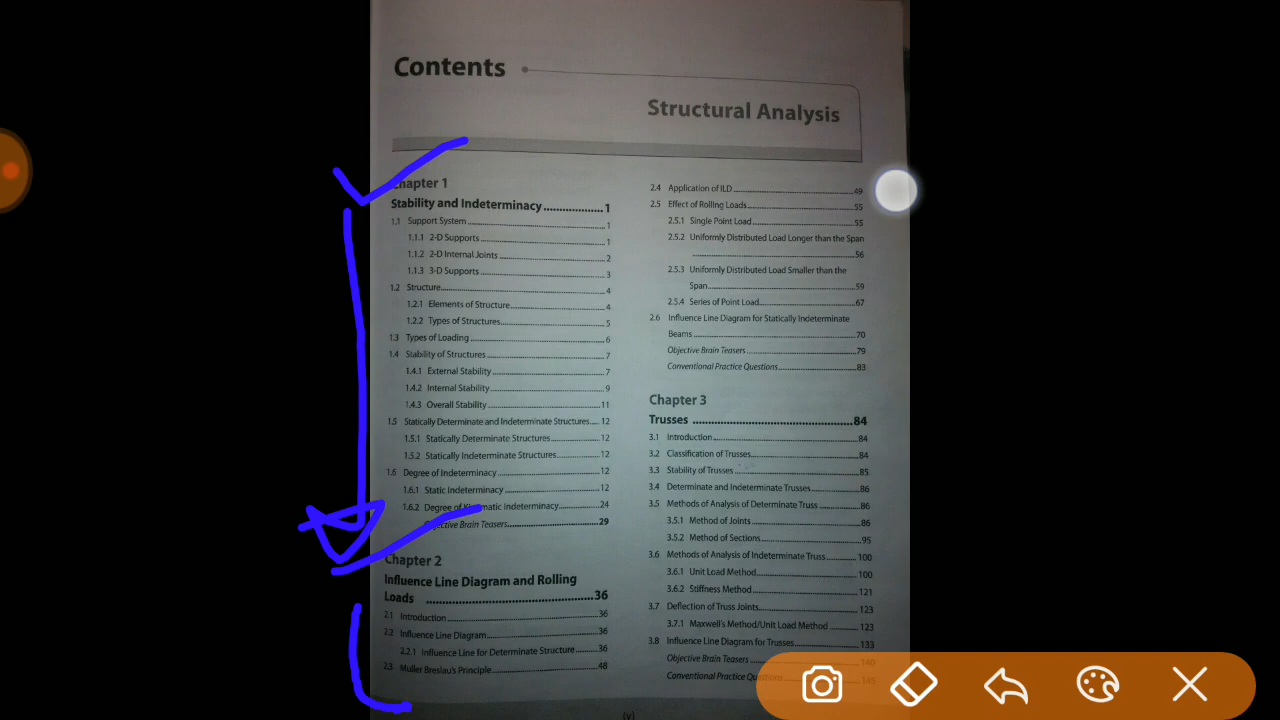 Contents
Structural Analysis
Chapter 1
Stability and Indeterminacy ................... 1
1.1 Support System ................... 1
1.1.1 2-D Supports ................... 1
1.1.2 2-D Internal Joints ................... 2
1.1.3 3-D Supports ................... 3
1.2 Structure ................... 4
1.2.1 Elements of Structure ................... 4
1.2.2 Types of Structures ................... 5
1.3 Types of Loading ................... 6
1.4 Stability of Structures ................... 7
1.4.1 External Stability ................... 7
1.4.2 Internal Stability ................... 9
1.4.3 Overall Stability ................... 11
1.5 Statically Determinate and Indeterminate Structures .... 12
1.5.1 Statically Determinate Structures ................... 12
1.5.2 Statically Indeterminate Structures ................... 12
1.6 Degree of Indeterminacy ................... 12
1.6.1 Static Indeterminacy ................... 12
1.6.2 Degree of Kinematic Indeterminacy ................... 24
Objective Brain Teasers ................... 29
Chapter 2
Influence Line Diagram and Rolling
Loads ................... 36
2.1 Introduction ................... 36
2.2 Influence Line Diagram ................... 36
2.2.1 Influence Line for Determinate Structure ......... 36
2.3 Muller Breslau's Principle ................... 48
2.4 Application of ILD ................... 49
2.5 Effect of Rolling Loads ................... 55
2.5.1 Single Point Load ................... 55
2.5.2 Uniformly Distributed Load Longer than the Span
................... 56
2.5.3 Uniformly Distributed Load Smaller than the
Span ................... 59
2.5.4 Series of Point Load ................... 67
2.6 Influence Line Diagram for Statically Indeterminate
Beams ................... 70
Objective Brain Teasers ................... 79
Conventional Practice Questions ................... 83
Chapter 3
Trusses ................... 84
3.1 Introduction ................... 84
3.2 Classification of Trusses ................... 84
3.3 Stability of Trusses ................... 85
3.4 Determinate and Indeterminate Trusses ................... 86
3.5 Methods of Analysis of Determinate Truss ................... 86
3.5.1 Method of Joints ................... 86
3.5.2 Method of Sections ................... 95
3.6 Methods of Analysis of Indeterminate Truss ......... 100
3.6.1 Unit Load Method ................... 100
3.6.2 Stiffness Method ................... 121
3.7 Deflection of Truss Joints ................... 123
3.7.1 Maxwell's Method/Unit Load Method ......... 123
3.8 Influence Line Diagram for Trusses ................... 133
Objective Brain Teasers ................... 140
Conventional Practice Questions ................... 145
(v)